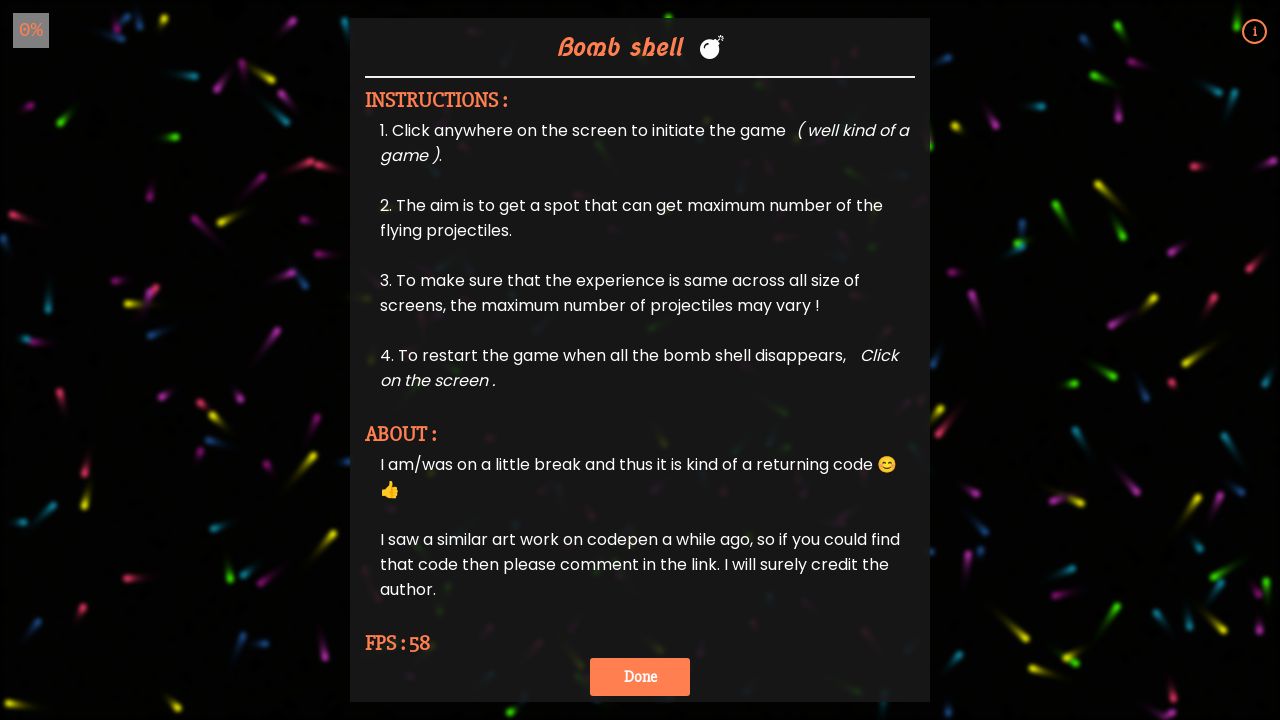 0%
i
Bomb shell 💣
INSTRUCTIONS :
1. Click anywhere on the screen to initiate the game ( well kind of a
game ).
2. The aim is to get a spot that can get maximum number of the
flying projectiles.
3. To make sure that the experience is same across all size of
screens, the maximum number of projectiles may vary !
4. To restart the game when all the bomb shell disappears, Click
on the screen .
ABOUT :
I am/was on a little break and thus it is kind of a returning code 😊
👍
I saw a similar art work on codepen a while ago, so if you could find
that code then please comment in the link. I will surely credit the
author.
FPS : 58
Done